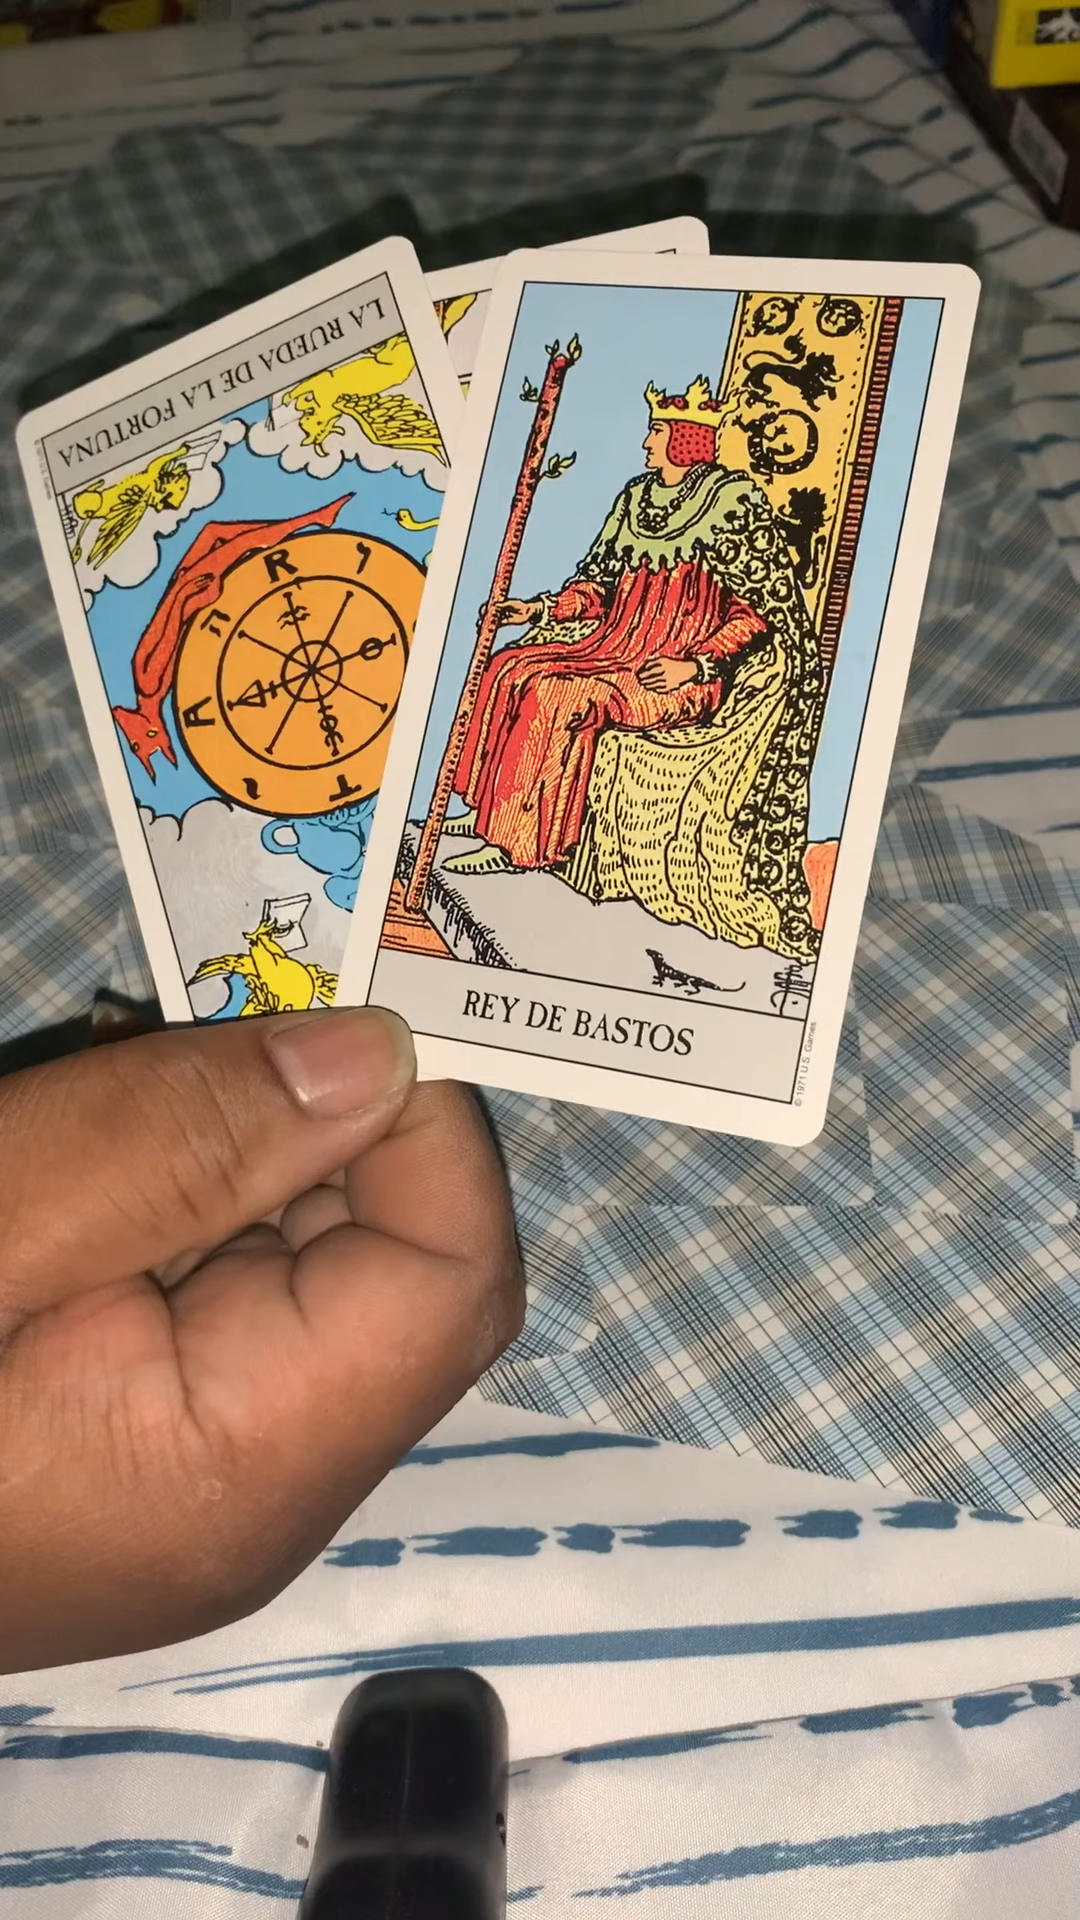 LA RUEDA DE LA FORTUNA
R
A
T
REY DE BASTOS
© 1971 U.S. Games